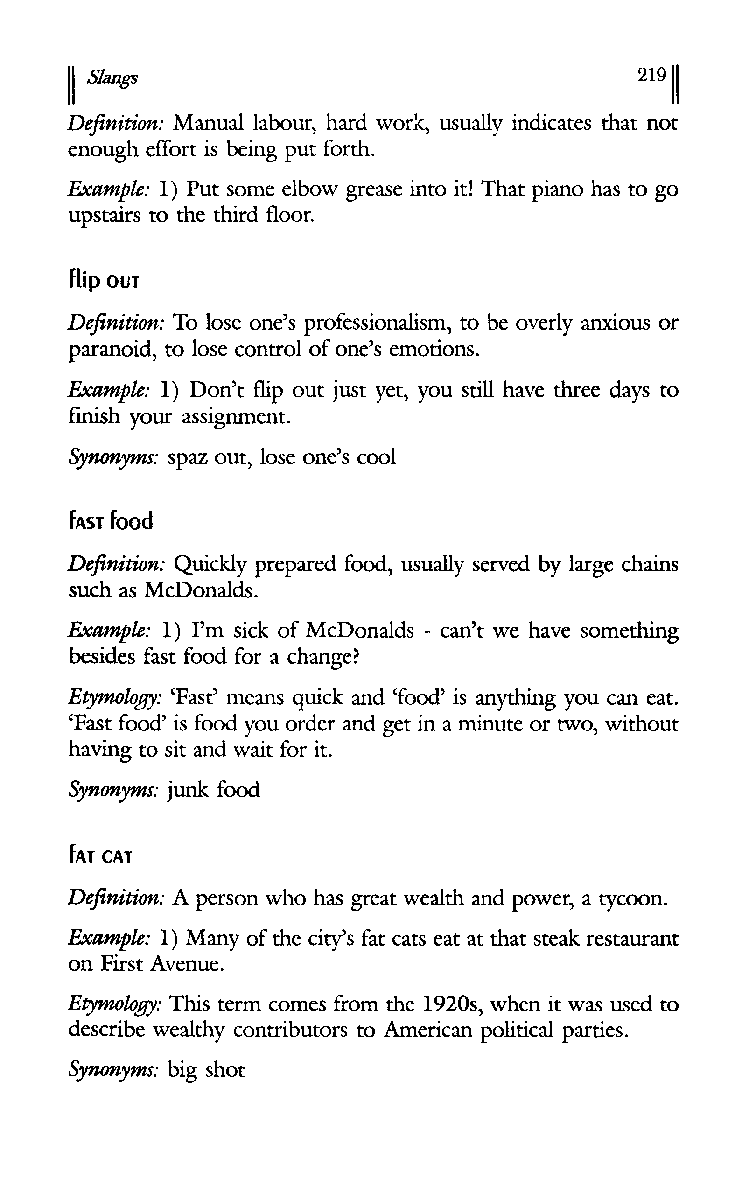 Slangs 219
Definition: Manual labour, hard work, usually indicates that not
enough effort is being put forth.
Example: 1) Put some elbow grease into it! That piano has to go
upstairs to the third floor.
Flip out
Definition: To lose one's professionalism, to be overly anxious or
paranoid, to lose control of one's emotions.
Example: 1) Don't flip out just yet, you still have three days to
finish your assignment.
Synonyms: spaz out, lose one's cool
Fast food
Definition: Quickly prepared food, usually served by large chains
such as McDonalds.
Example: 1) I'm sick of McDonalds - can't we have something
besides fast food for a change?
Etymology: 'Fast' means quick and 'food' is anything you can eat.
'Fast food' is food you order and get in a minute or two, without
having to sit and wait for it.
Synonyms: junk food
Fat cat
Definition: A person who has great wealth and power, a tycoon.
Example: 1) Many of the city's fat cats eat at that steak restaurant
on First Avenue.
Etymology: This term comes from the 1920s, when it was used to
describe wealthy contributors to American political parties.
Synonyms: big shot